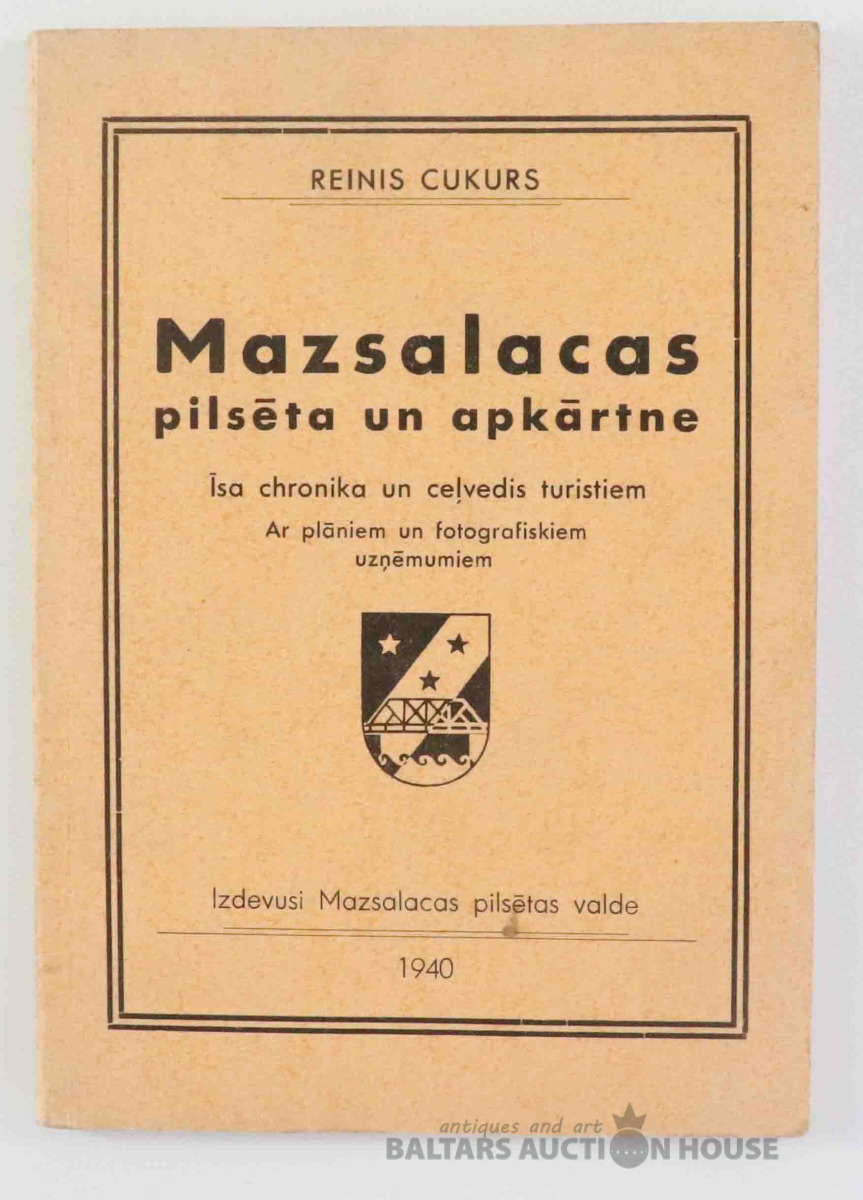 REINIS CUKURS
Mazsalacas
pilsēta un apkārtne
Īsa chronika un ceļvedis turistiem
Ar plāniem un fotografiskiem
uzņēmumiem
Izdevusi Mazsalacas pilsētas valde
1940
antiques and art
BALTARS AUCTION HOUSE